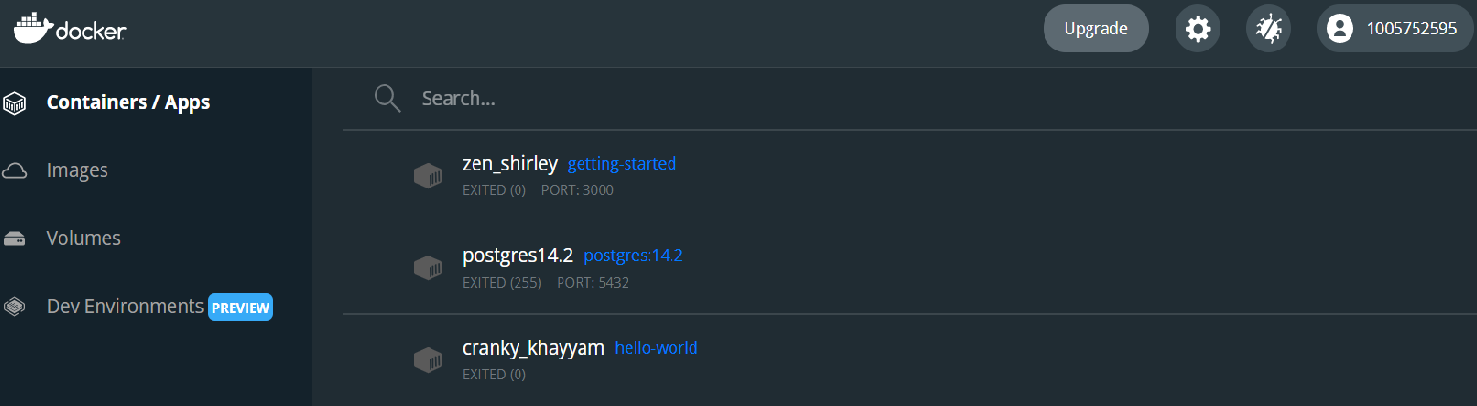 docker
Upgrade
1005752595
Containers / Apps
Images
Volumes
Dev Environments PREVIEW
Search...
zen_shirley getting-started
EXITED (0) PORT: 3000
postgres14.2 postgres:14.2
EXITED (255) PORT: 5432
cranky_khayyam hello-world
EXITED (0)